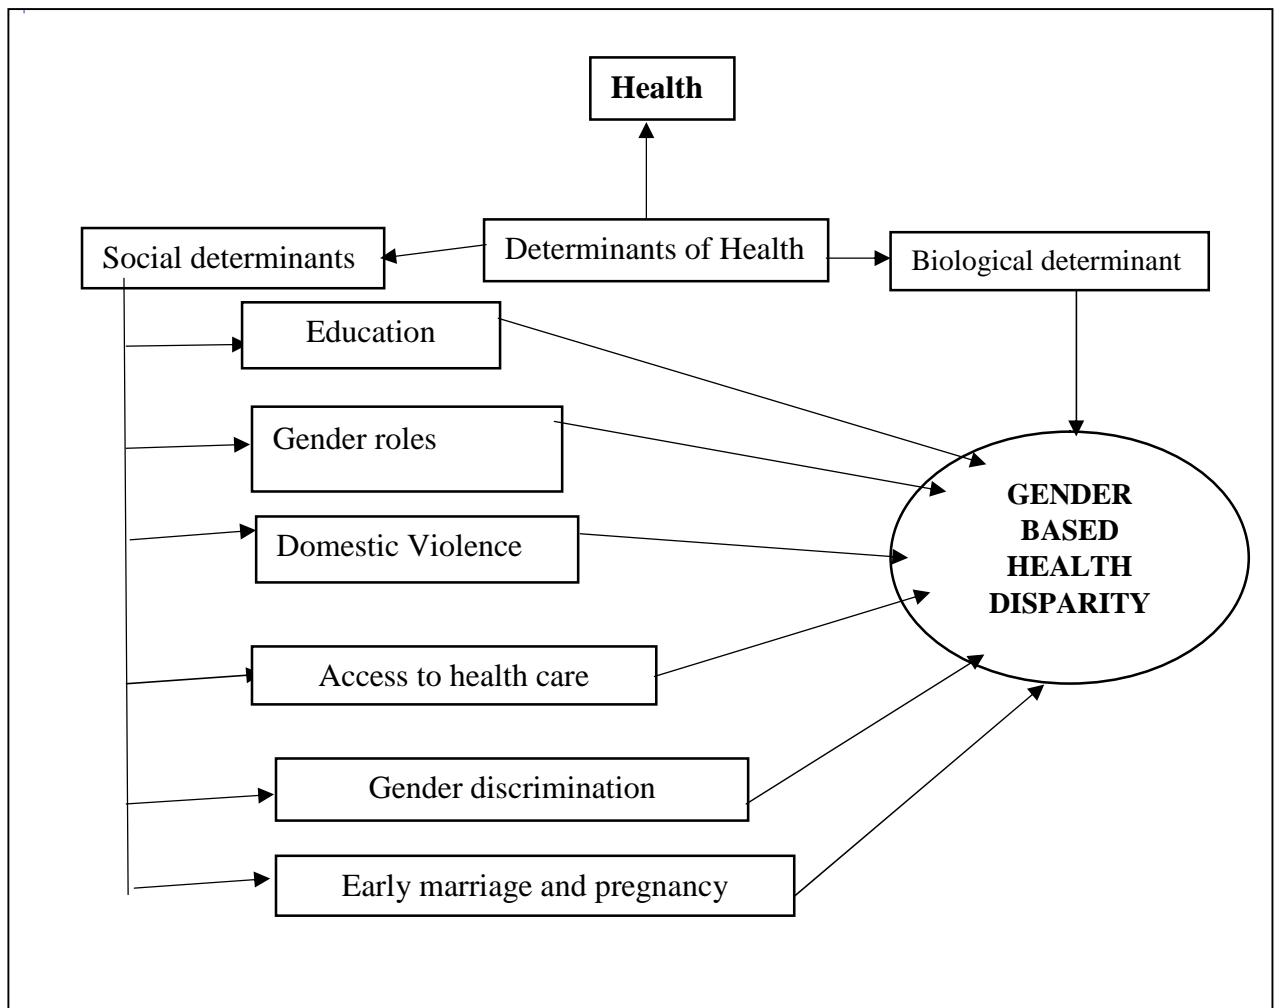 Health
Social determinants
Determinants of Health
Biological determinant
Education
Gender roles
Domestic Violence
Access to health care
Gender discrimination
Early marriage and pregnancy
GENDER
BASED
HEALTH
DISPARITY